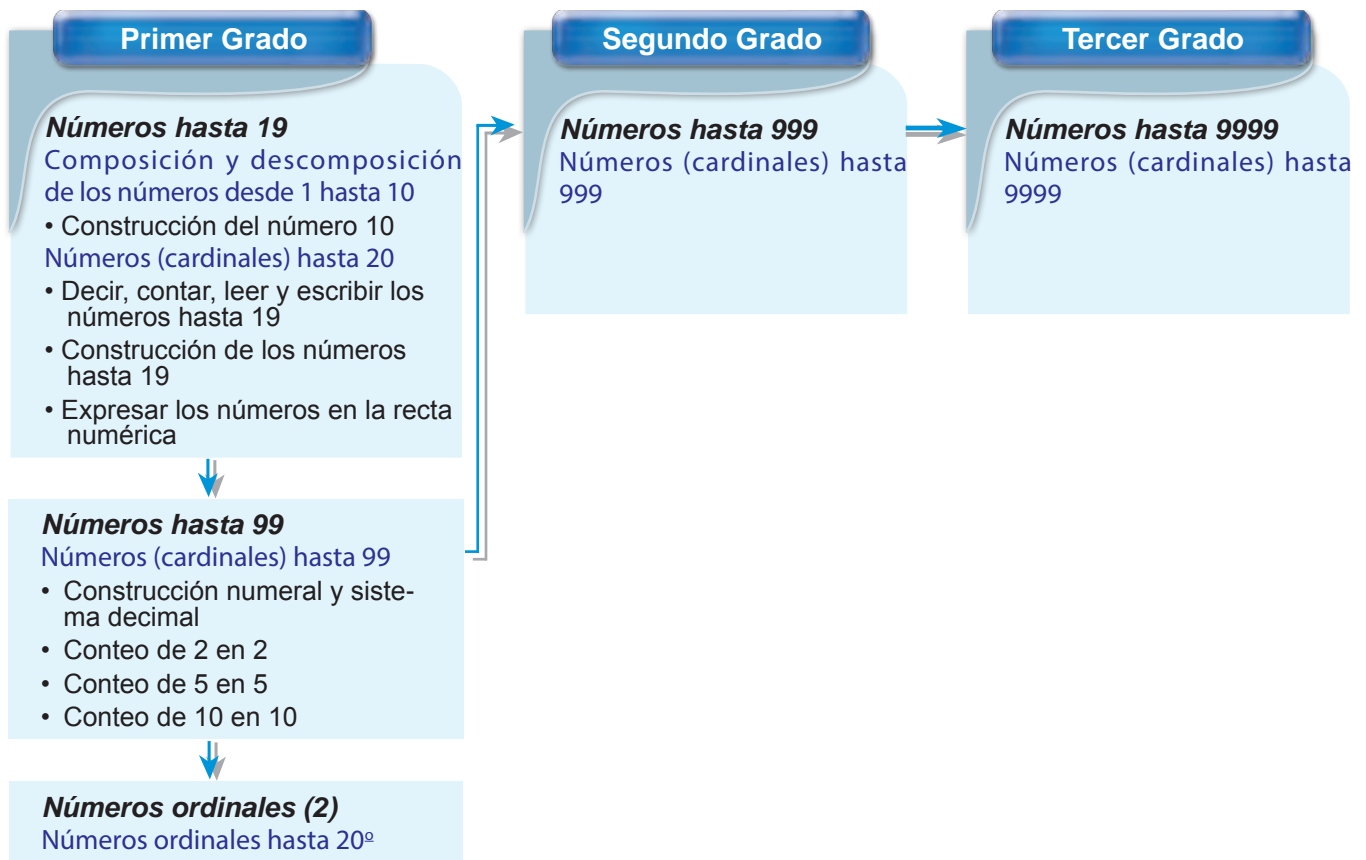 Primer Grado
Números hasta 19
Composición y descomposición
de los números desde 1 hasta 10
• Construcción del número 10
Números (cardinales) hasta 20
• Decir, contar, leer y escribir los
números hasta 19
• Construcción de los números
hasta 19
• Expresar los números en la recta
numérica
Números hasta 99
Números (cardinales) hasta 99
• Construcción numeral y siste-
ma decimal
• Conteo de 2 en 2
• Conteo de 5 en 5
• Conteo de 10 en 10
Números ordinales (2)
Números ordinales hasta 20º
Segundo Grado
Números hasta 999
Números (cardinales) hasta
999
Tercer Grado
Números hasta 9999
Números (cardinales) hasta
9999